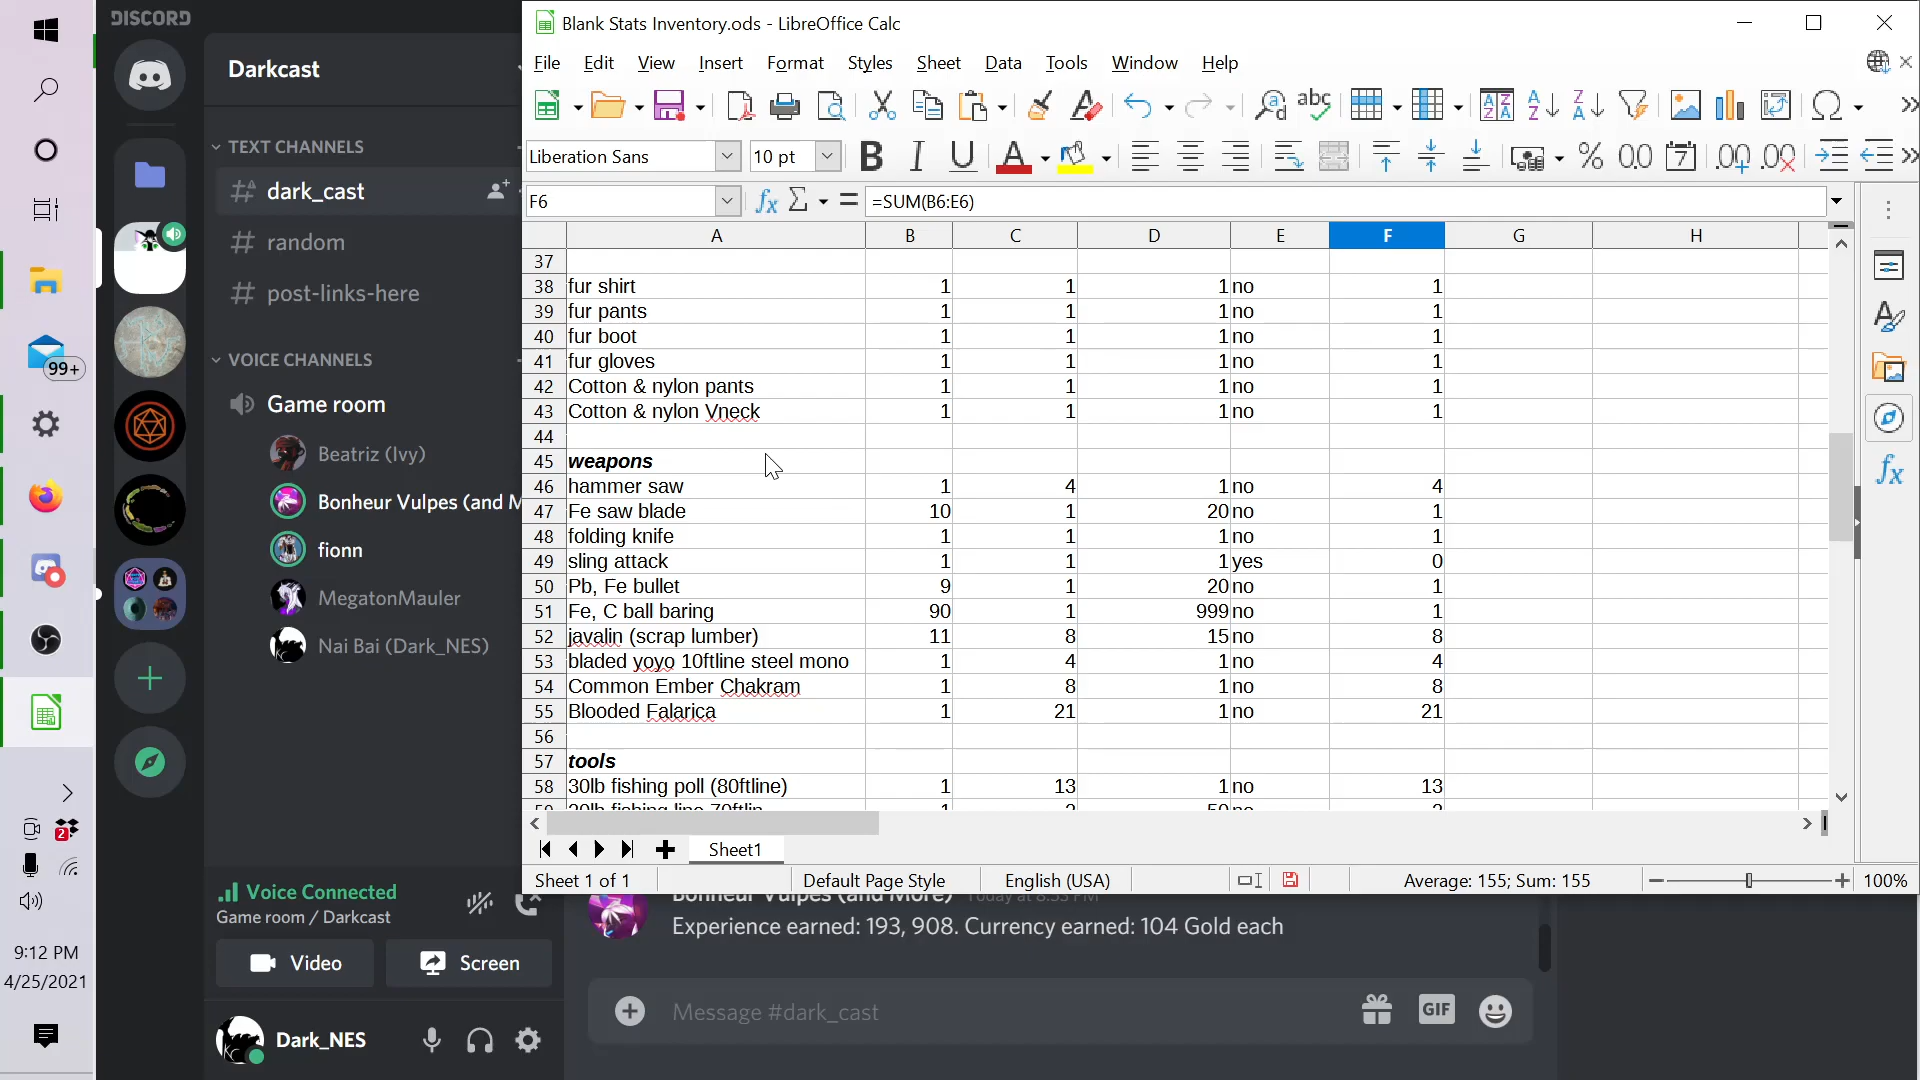 DISCORD
Darkcast
TEXT CHANNELS
dark_cast
random
post-links-here
VOICE CHANNELS
Game room
Beatriz (Ivy)
Bonheur Vulpes (and M
fionn
MegatonMauler
Nai Bai (Dark_NES)
Voice Connected
Game room / Darkcast
Video
Screen
Dark_NES
99+
2
9:12 PM
4/25/2021
Blank Stats Inventory.ods - LibreOffice Calc
File Edit View Insert Format Styles Sheet Data Tools Window Help
Liberation Sans 10 pt
F6 =SUM(B6:E6)
A B C D E F G H
37
38 fur shirt 1 1 1 no 1
39 fur pants 1 1 1 no 1
40 fur boot 1 1 1 no 1
41 fur gloves 1 1 1 no 1
42 Cotton & nylon pants 1 1 1 no 1
43 Cotton & nylon Vneck 1 1 1 no 1
44
45 weapons
46 hammer saw 1 4 1 no 4
47 Fe saw blade 10 1 20 no 1
48 folding knife 1 1 1 no 1
49 sling attack 1 1 1 yes 0
50 Pb, Fe bullet 9 1 20 no 1
51 Fe, C ball baring 90 1 999 no 1
52 javalin (scrap lumber) 11 8 15 no 8
53 bladed yoyo 10ftline steel mono 1 4 1 no 4
54 Common Ember Chakram 1 8 1 no 8
55 Blooded Falarica 1 21 1 no 21
56
57 tools
58 30lb fishing poll (80ftline) 1 13 1 no 13
Sheet1
Sheet 1 of 1 Default Page Style English (USA) Average: 155; Sum: 155 100%
Bonheur Vulpes (and More) Today at 8:53 PM
Experience earned: 193, 908. Currency earned: 104 Gold each
Message #dark_cast
GIF